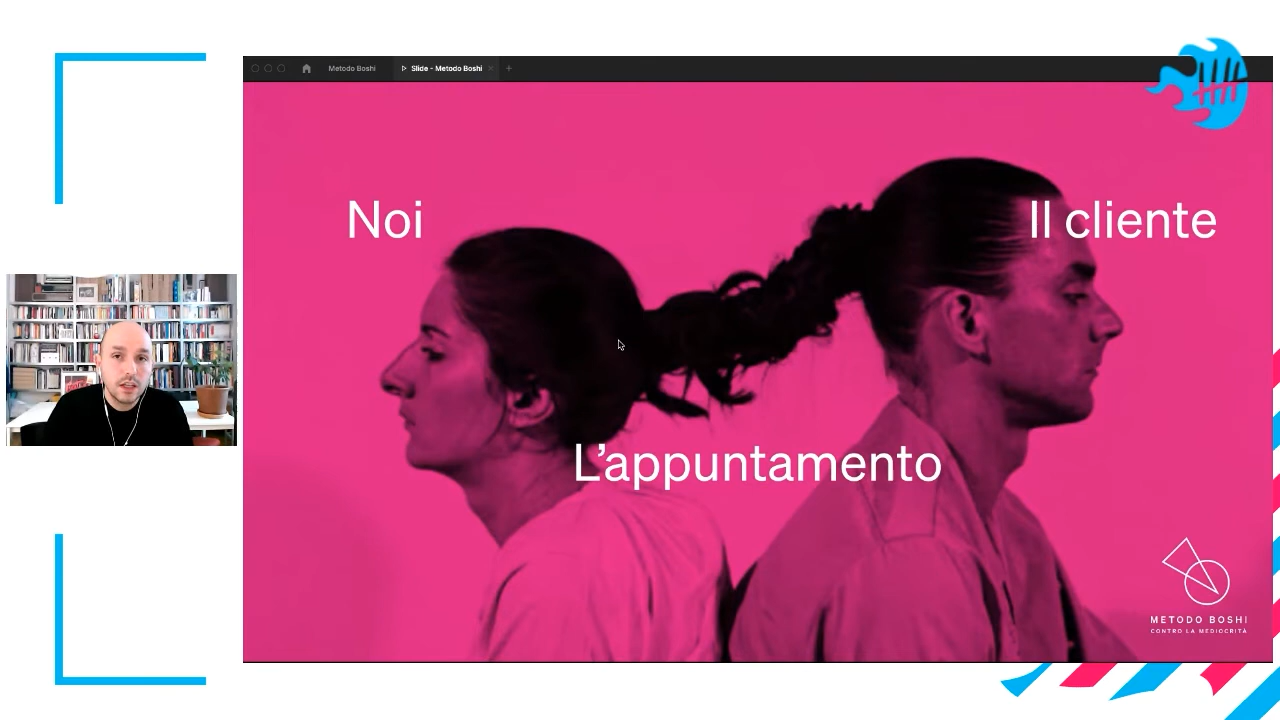 Metodo Boshi
Slide - Metodo Boshi
Noi
Il cliente
L'appuntamento
METODO BOSHI
CONTRO LA MEDIOCRITÀ